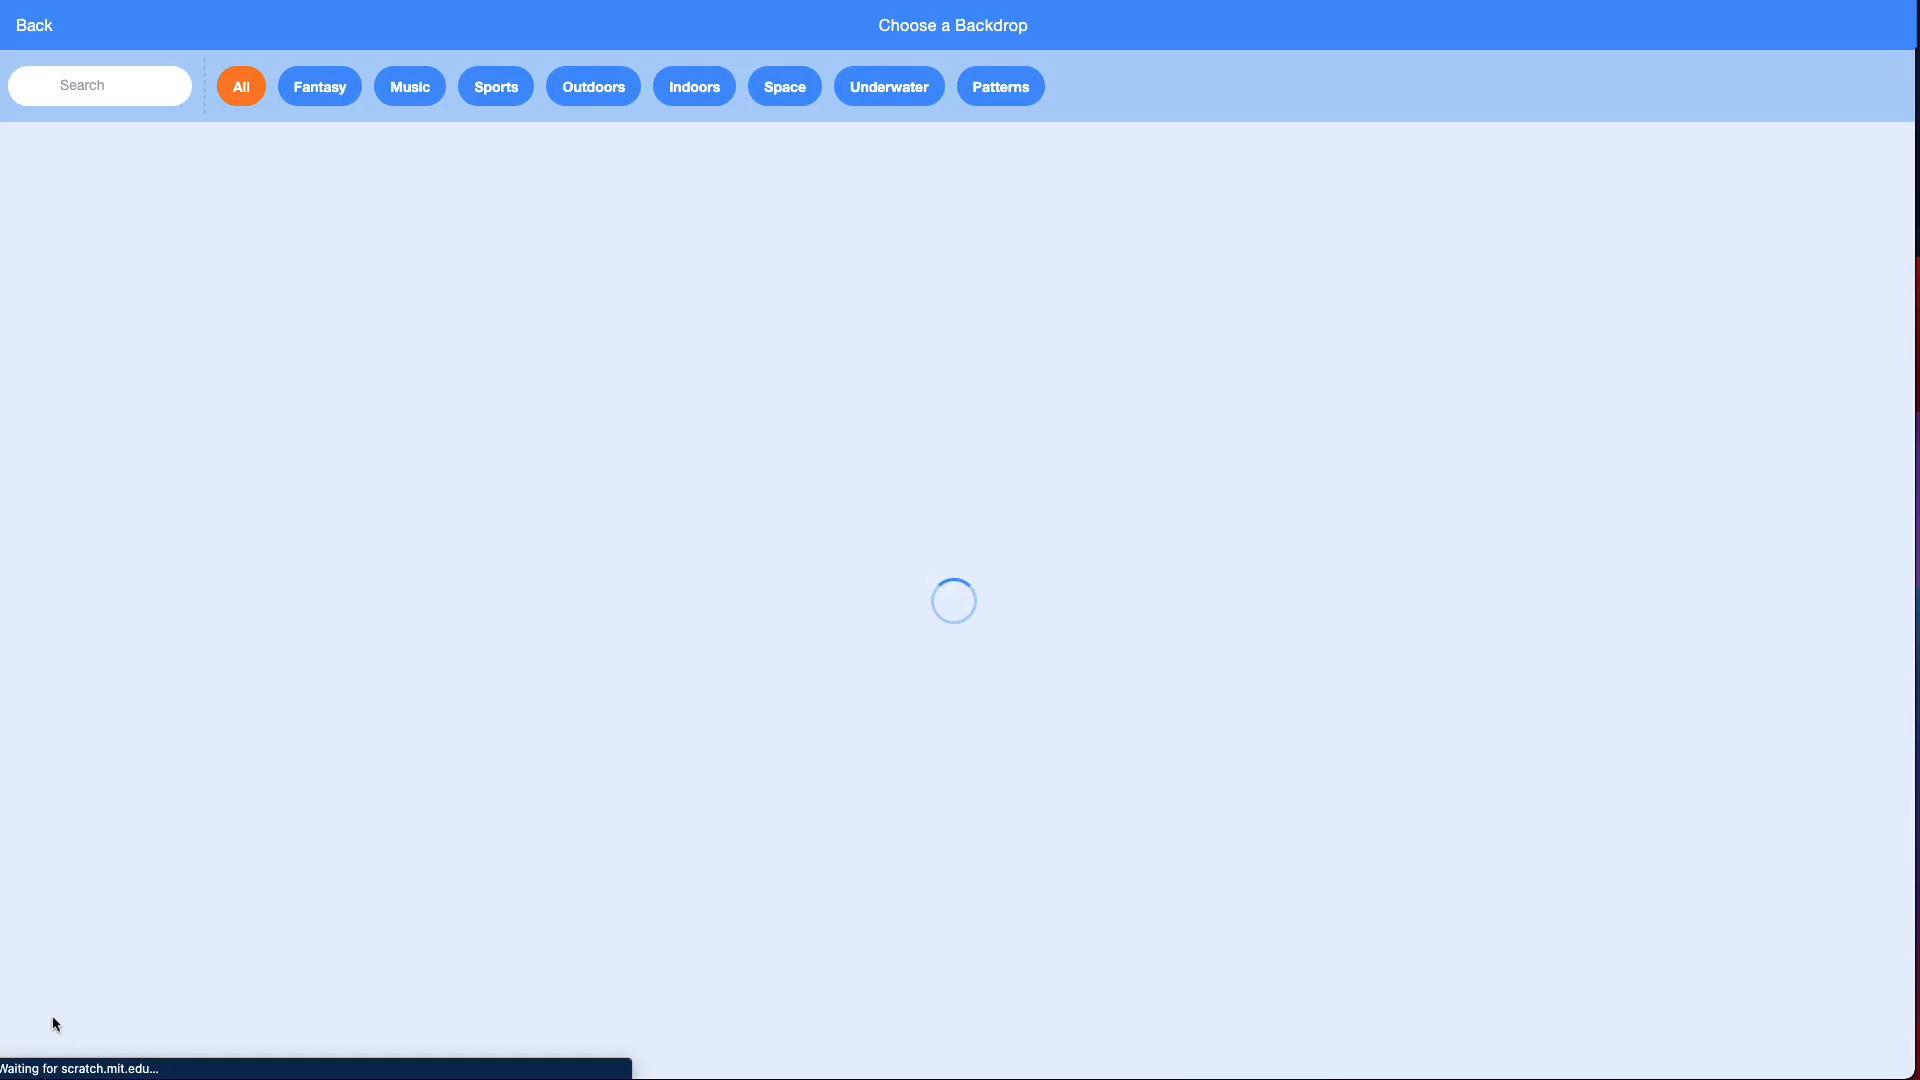 Back
Choose a Backdrop
Search
All
Fantasy
Music
Sports
Outdoors
Indoors
Space
Underwater
Patterns
Waiting for scratch.mit.edu...